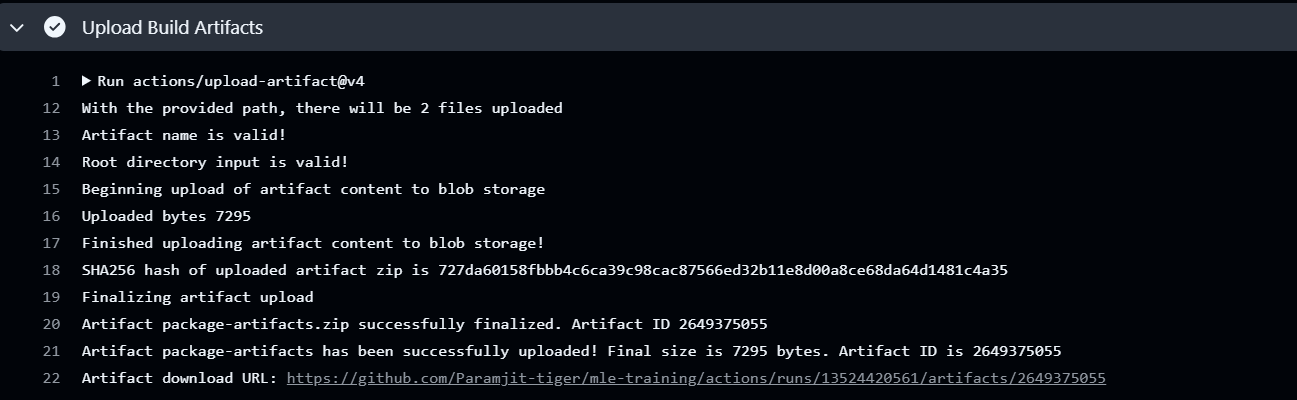 Upload Build Artifacts
1 Run actions/upload-artifact@v4
12 With the provided path, there will be 2 files uploaded
13 Artifact name is valid!
14 Root directory input is valid!
15 Beginning upload of artifact content to blob storage
16 Uploaded bytes 7295
17 Finished uploading artifact content to blob storage!
18 SHA256 hash of uploaded artifact zip is 727da60158fbbb4c6ca39c98cac87566ed32b11e8d00a8ce68da64d1481c4a35
19 Finalizing artifact upload
20 Artifact package-artifacts.zip successfully finalized. Artifact ID 2649375055
21 Artifact package-artifacts has been successfully uploaded! Final size is 7295 bytes. Artifact ID is 2649375055
22 Artifact download URL: https://github.com/Paramjit-tiger/mle-training/actions/runs/13524420561/artifacts/2649375055